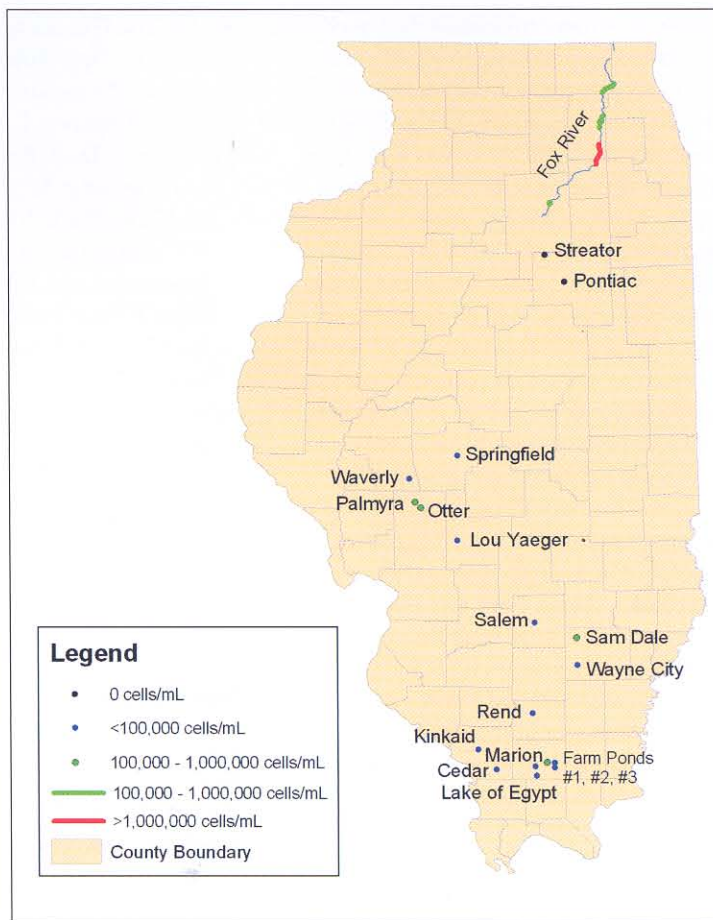 Fox River
Streator
Pontiac
Springfield
Waverly
Palmyra
Otter
Lou Yaeger
Salem
Sam Dale
Wayne City
Rend
Kinkaid
Marion
Farm Ponds
#1, #2, #3
Cedar
Lake of Egypt
Legend
0 cells/mL
<100,000 cells/mL
100,000 - 1,000,000 cells/mL
100,000 - 1,000,000 cells/mL
>1,000,000 cells/mL
County Boundary